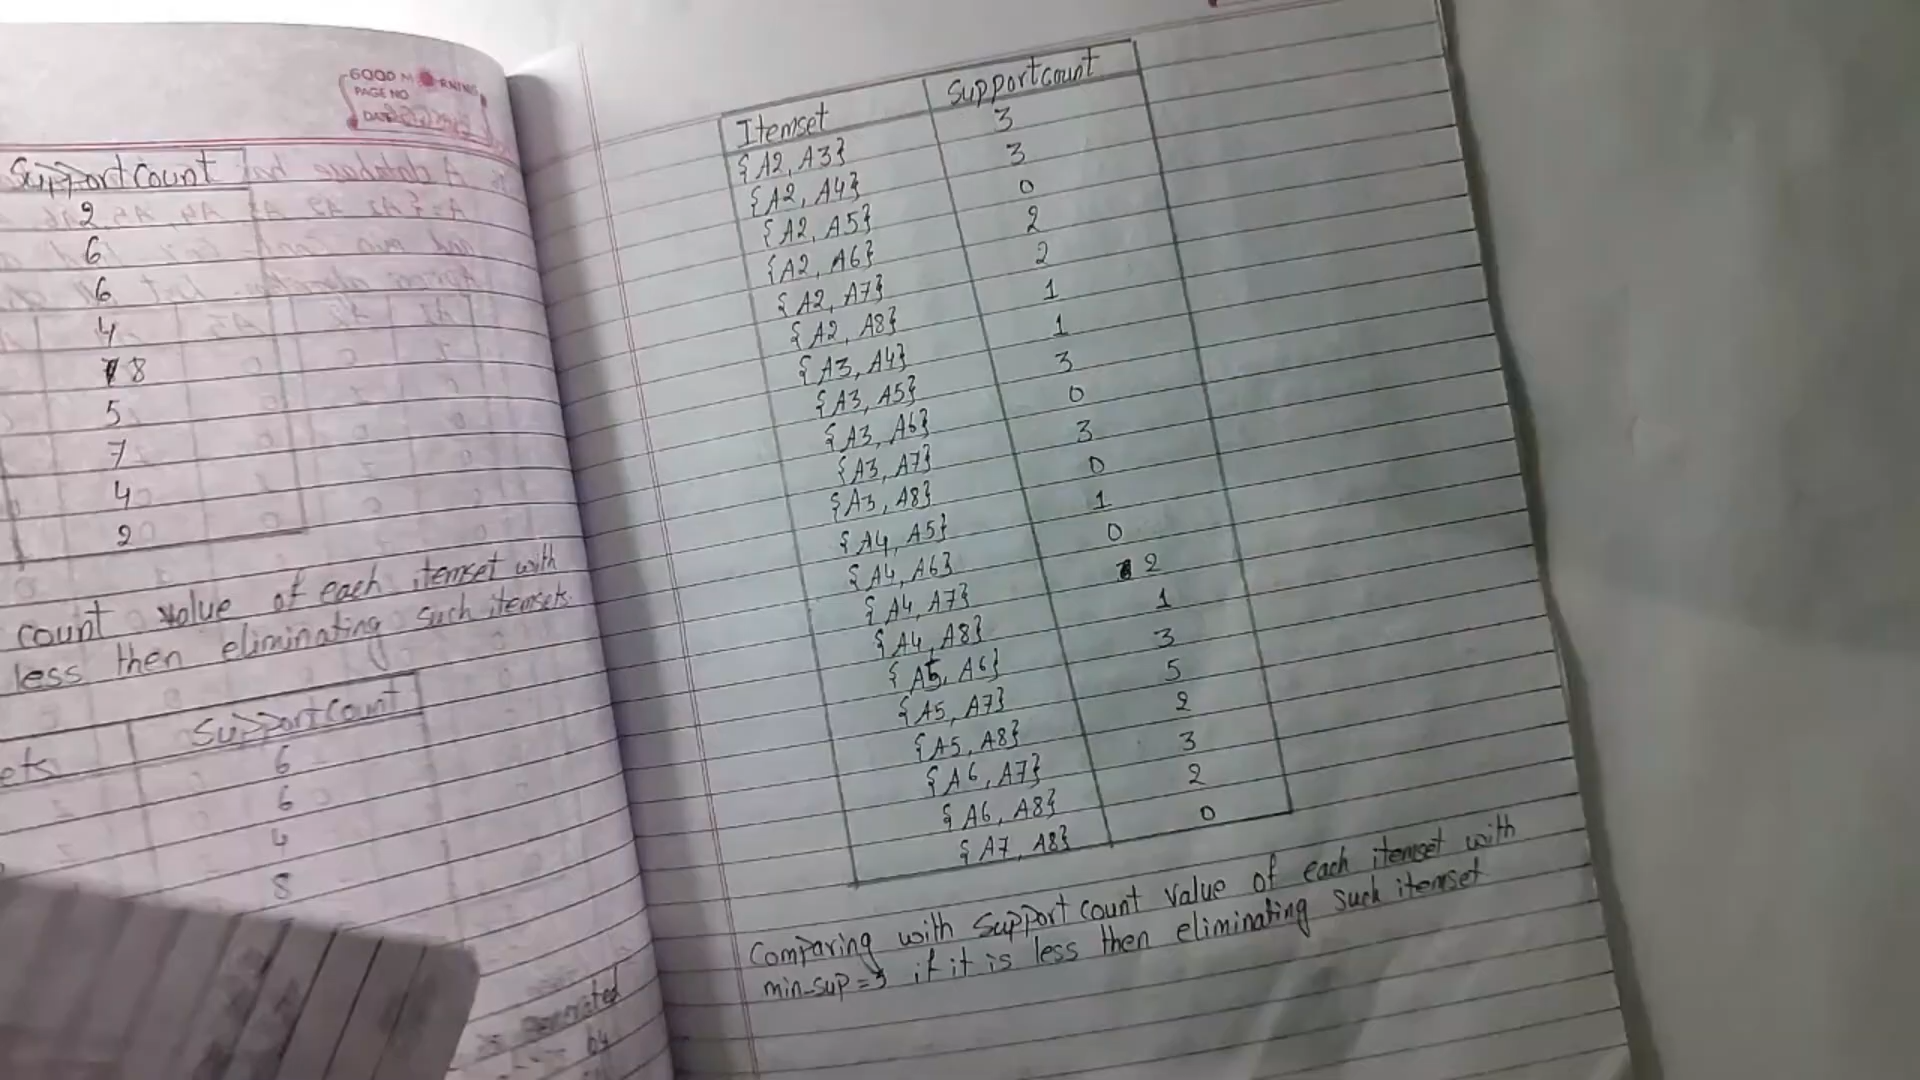 GOOD M RNING
PAGE NO
DATE
Support count
2
6
6
4
8
5
7
4
2
count value of each itemset with
less then eliminating such itemsets.
ets Support count
6
6
4
8
generated
by
Itemset Support count
{A2, A3} 3
{A2, A4} 3
{A2, A5} 0
{A2, A6} 2
{A2, A7} 2
{A2, A8} 1
{A3, A4} 1
{A3, A5} 3
{A3, A6} 0
{A3, A7} 3
{A3, A8} 0
{A4, A5} 1
{A4, A6} 0
{A4, A7} 2
{A4, A8} 1
{A5, A6} 3
{A5, A7} 5
{A5, A8} 2
{A6, A7} 3
{A6, A8} 2
{A7, A8} 0
Comparing with support count value of each itemset with
min-sup = 3 if it is less then eliminating such itemset